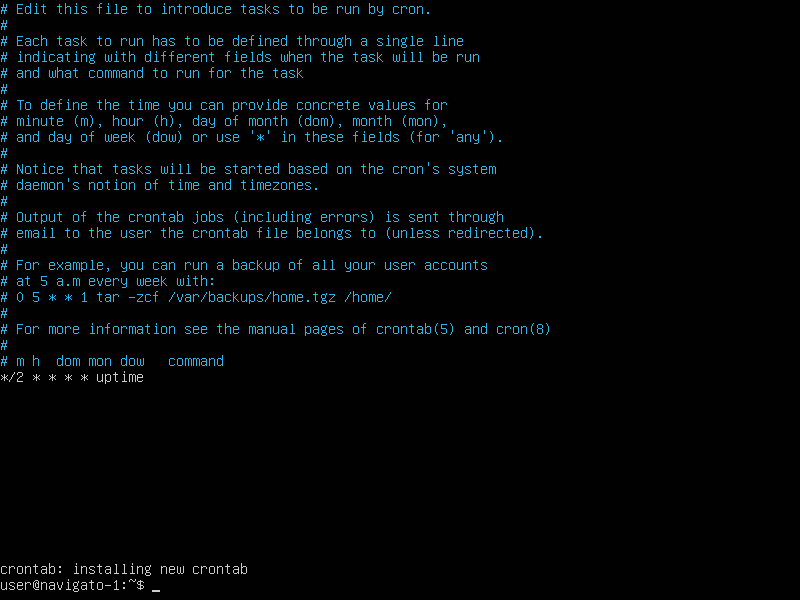 # Edit this file to introduce tasks to be run by cron.
#
# Each task to run has to be defined through a single line
# indicating with different fields when the task will be run
# and what command to run for the task
#
# To define the time you can provide concrete values for
# minute (m), hour (h), day of month (dom), month (mon),
# and day of week (dow) or use '*' in these fields (for 'any').
#
# Notice that tasks will be started based on the cron's system
# daemon's notion of time and timezones.
#
# Output of the crontab jobs (including errors) is sent through
# email to the user the crontab file belongs to (unless redirected).
#
# For example, you can run a backup of all your user accounts
# at 5 a.m every week with:
# 0 5 * * 1 tar -zcf /var/backups/home.tgz /home/
#
# For more information see the manual pages of crontab(5) and cron(8)
#
# m h  dom mon dow   command
*/2 * * * * uptime
crontab: installing new crontab
user@navigato-1:~$ _